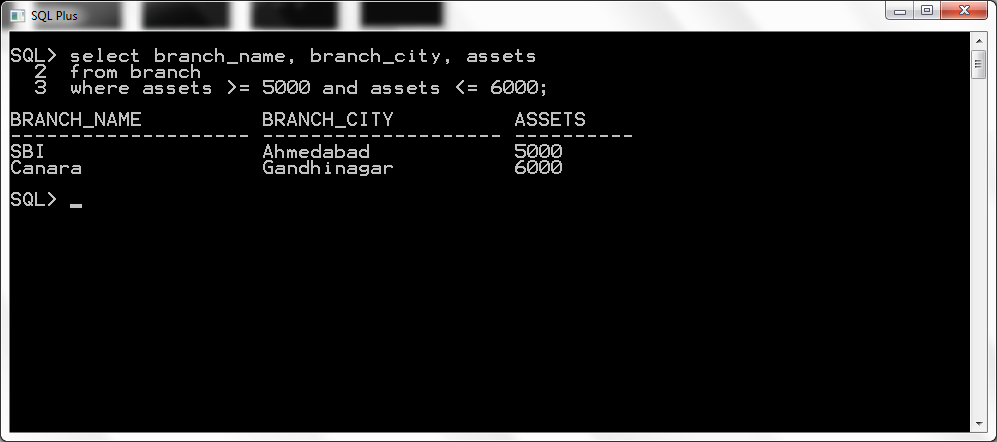 SQL Plus
SQL> select branch_name, branch_city, assets
2 from branch
3 where assets >= 5000 and assets <= 6000;
BRANCH_NAME BRANCH_CITY ASSETS
-------------------- -------------------- ----------
SBI Ahmedabad 5000
Canara Gandhinagar 6000
SQL> _